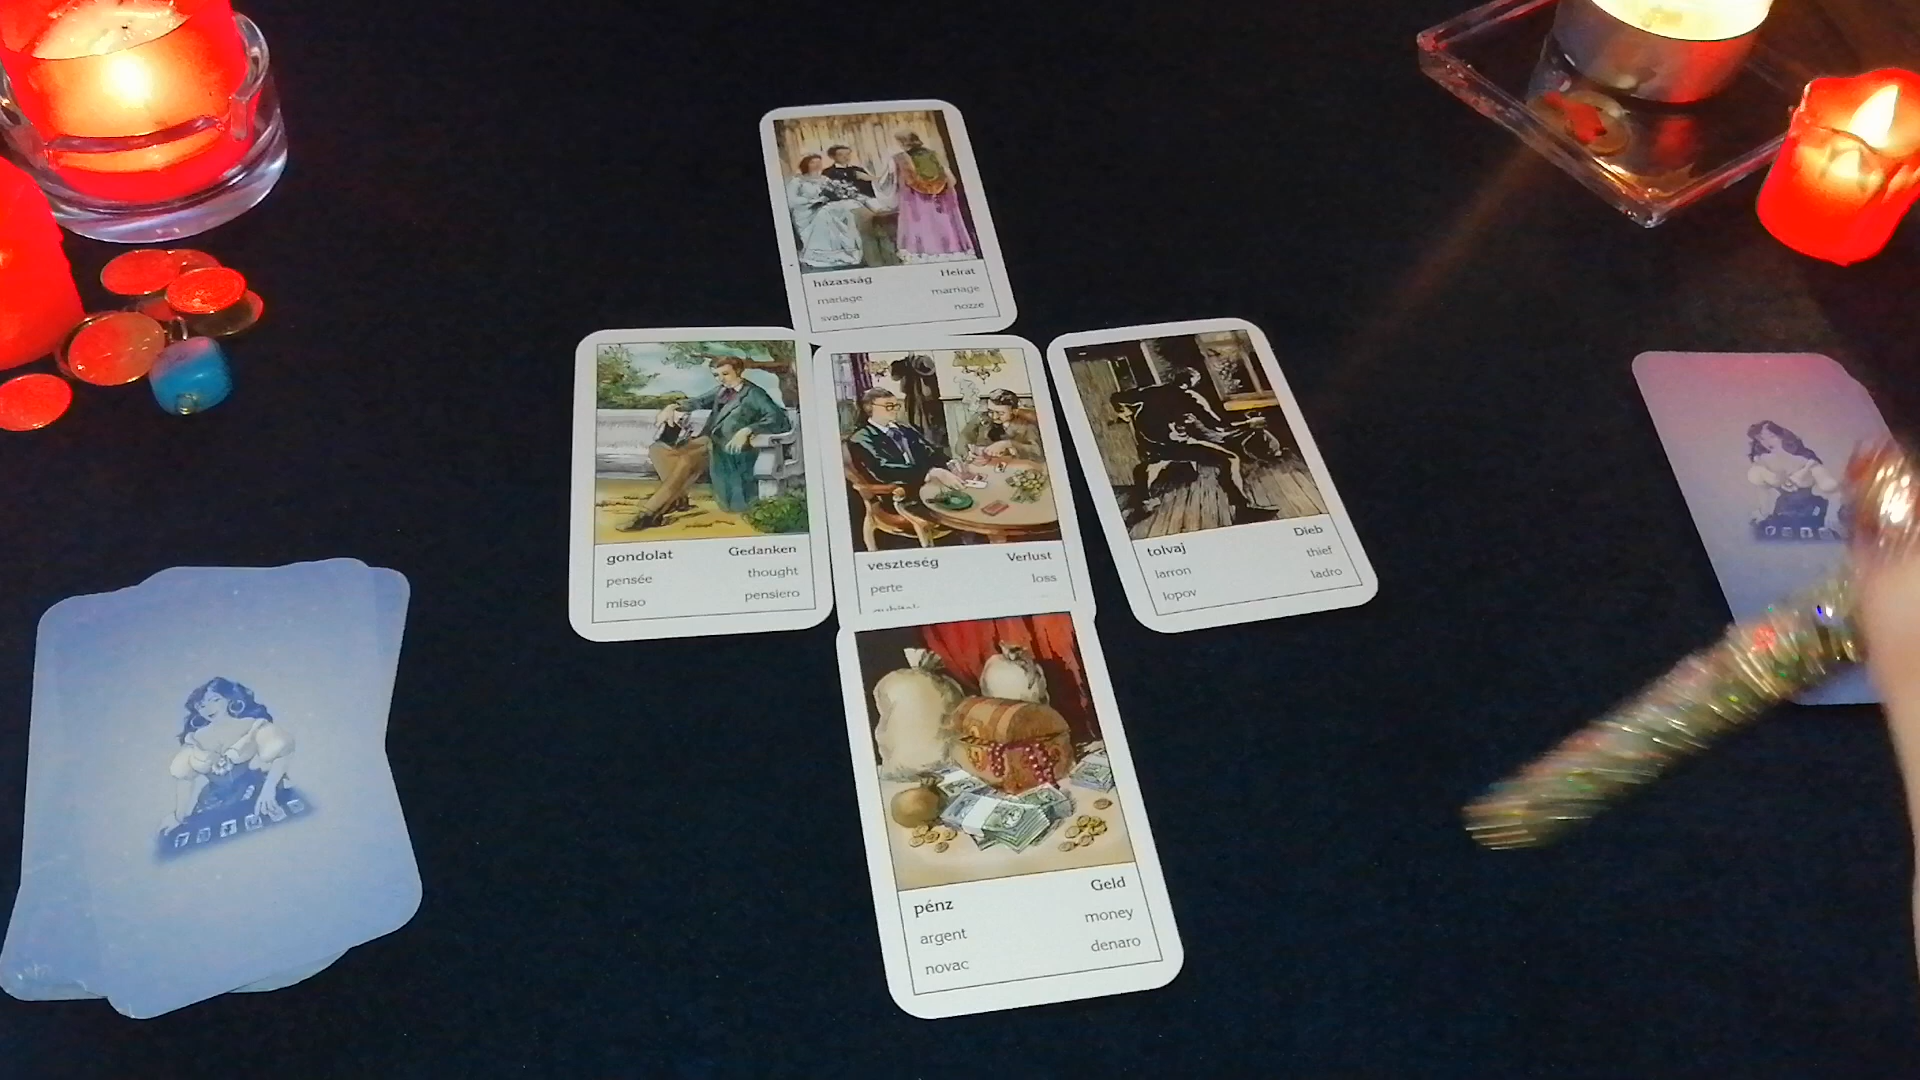 házasság Heirat
mariage marriage
svadba nozze
gondolat Gedanken
pensée thought
misao pensiero
veszteség Verlust
perte loss
tolvaj Dieb
larron thief
lopov ladro
pénz Geld
argent money
novac denaro